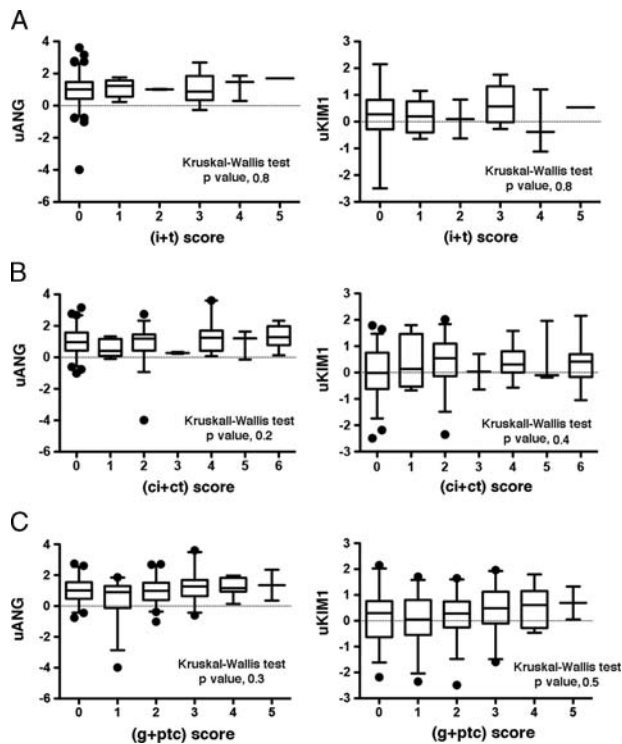 A
6
4
2
0
-2
-4
-6
uANG
Kruskal-Wallis test
p value, 0.8
0 1 2 3 4 5
(i+t) score
3
2
1
0
-1
-2
-3
uKIM1
Kruskal-Wallis test
p value, 0.8
0 1 2 3 4 5
(i+t) score
B
6
4
2
0
-2
-4
-6
uANG
Kruskall-Wallis test
p value, 0.2
0 1 2 3 4 5 6
(ci+ct) score
3
2
1
0
-1
-2
-3
uKIM1
Kruskall-Wallis test
p value, 0.4
0 1 2 3 4 5 6
(ci+ct) score
C
6
4
2
0
-2
-4
-6
uANG
Kruskal-Wallis test
p value, 0.3
0 1 2 3 4 5
(g+ptc) score
3
2
1
0
-1
-2
-3
uKIM1
Kruskal-Wallis test
p value, 0.5
0 1 2 3 4 5
(g+ptc) score